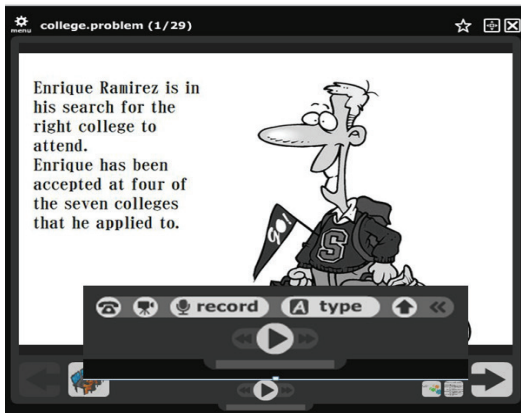 menu college.problem (1/29)
Enrique Ramirez is in
his search for the
right college to
attend.
Enrique has been
accepted at four of
the seven colleges
that he applied to.
GO!
S
record A type